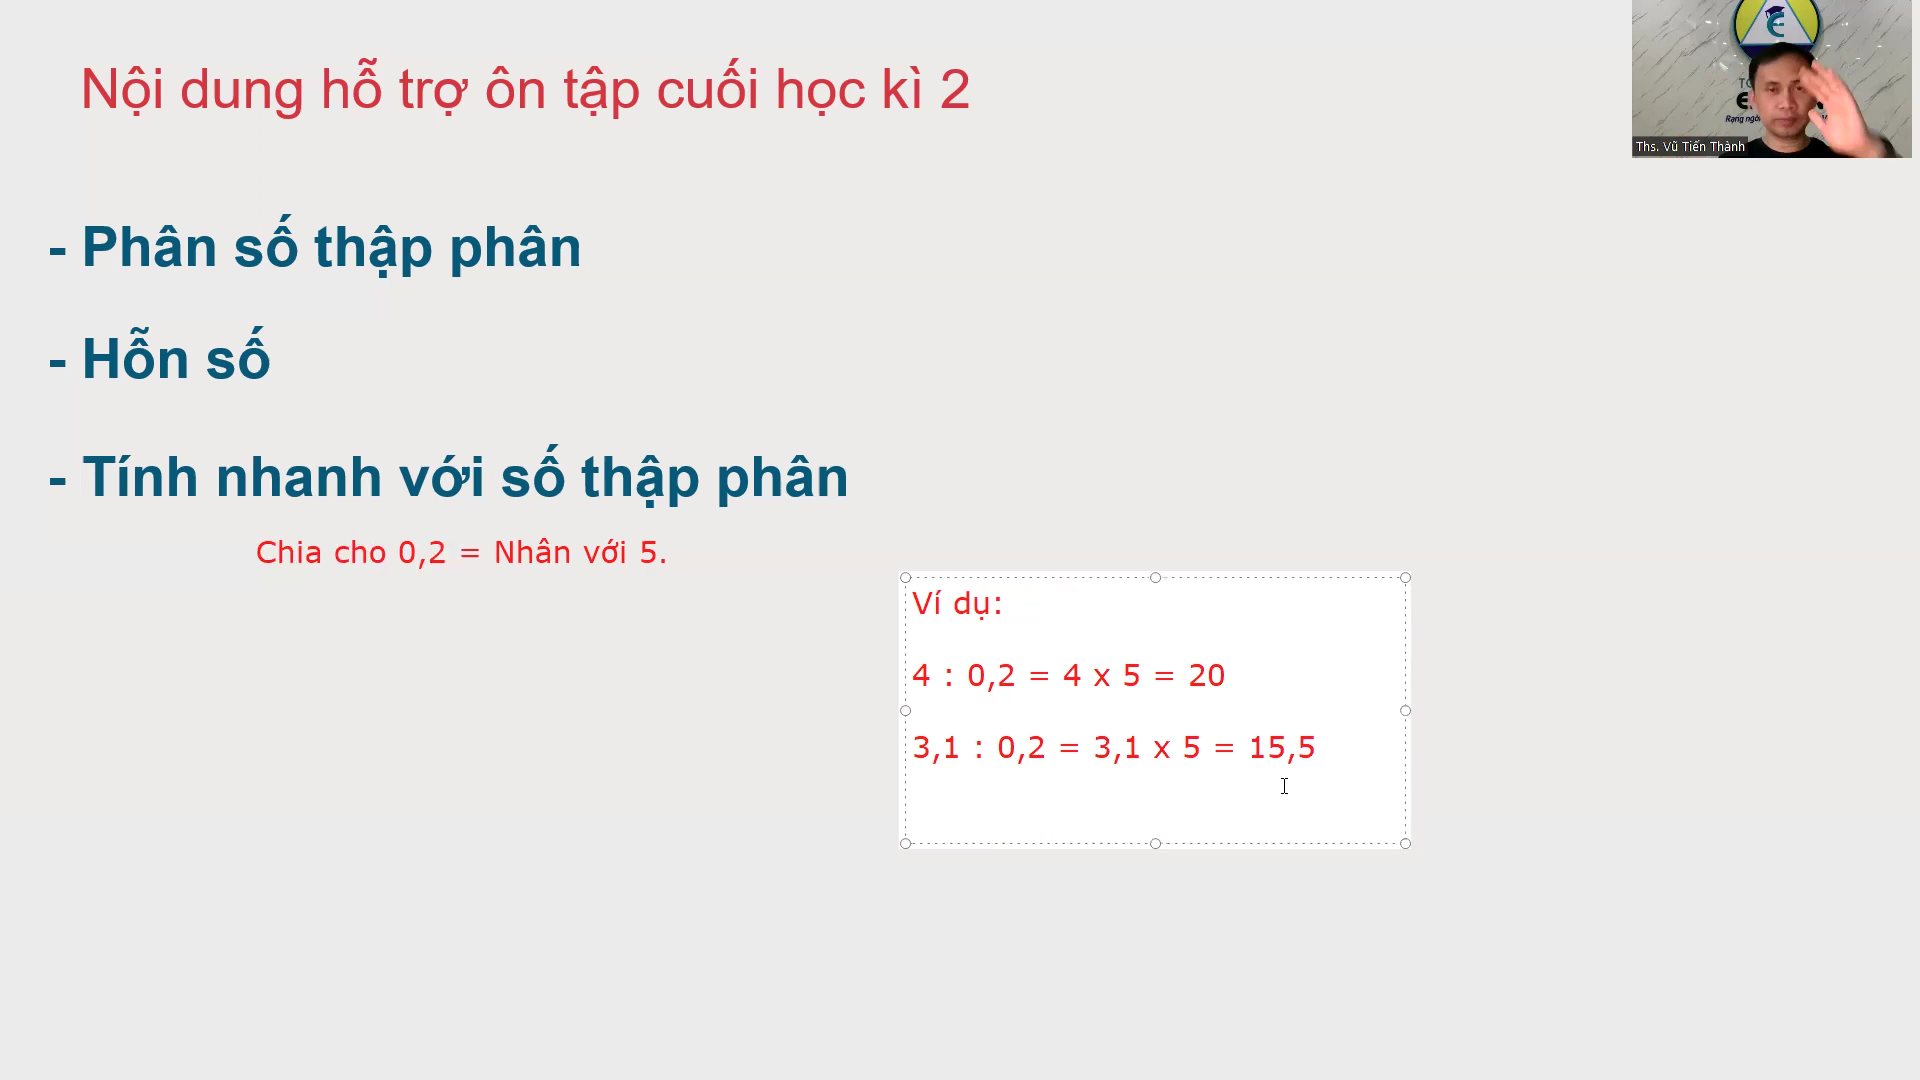 Nội dung hỗ trợ ôn tập cuối học kì 2
- Phân số thập phân
- Hỗn số
- Tính nhanh với số thập phân
Chia cho 0,2 = Nhân với 5.
Ví dụ:
4 : 0,2 = 4 x 5 = 20
3,1 : 0,2 = 3,1 x 5 = 15,5
Ths. Vũ Tiến Thành